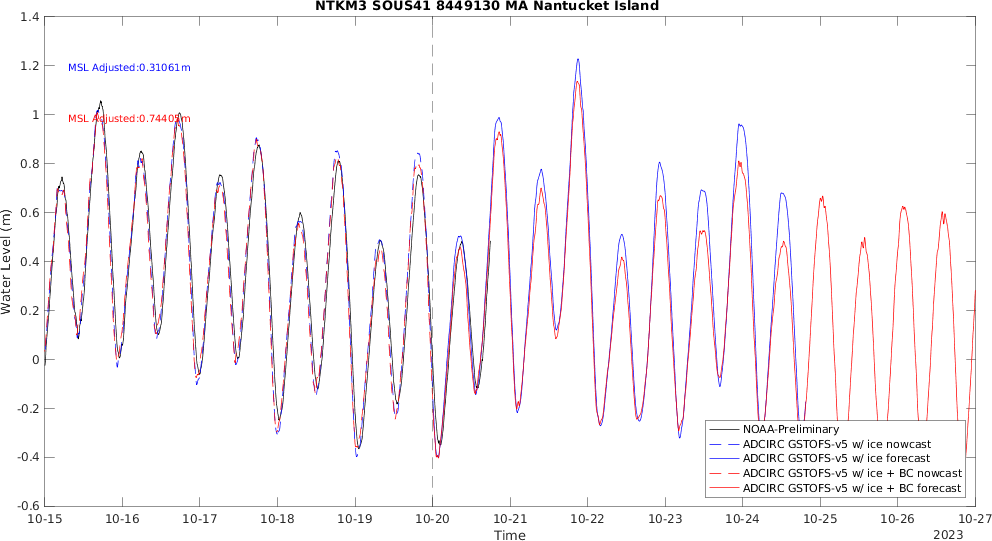 NTKM3 SOUS41 8449130 MA Nantucket Island
1.4
1.2
1
0.8
0.6
0.4
0.2
0
-0.2
-0.4
-0.6
Water Level (m)
MSL Adjusted:0.31061m
MSL Adjusted:0.74405m
NOAA-Preliminary
ADCIRC GSTOFS-v5 w/ ice nowcast
ADCIRC GSTOFS-v5 w/ ice forecast
ADCIRC GSTOFS-v5 w/ ice + BC nowcast
ADCIRC GSTOFS-v5 w/ ice + BC forecast
10-15 10-16 10-17 10-18 10-19 10-20 10-21 10-22 10-23 10-24 10-25 10-26 10-27
Time
2023